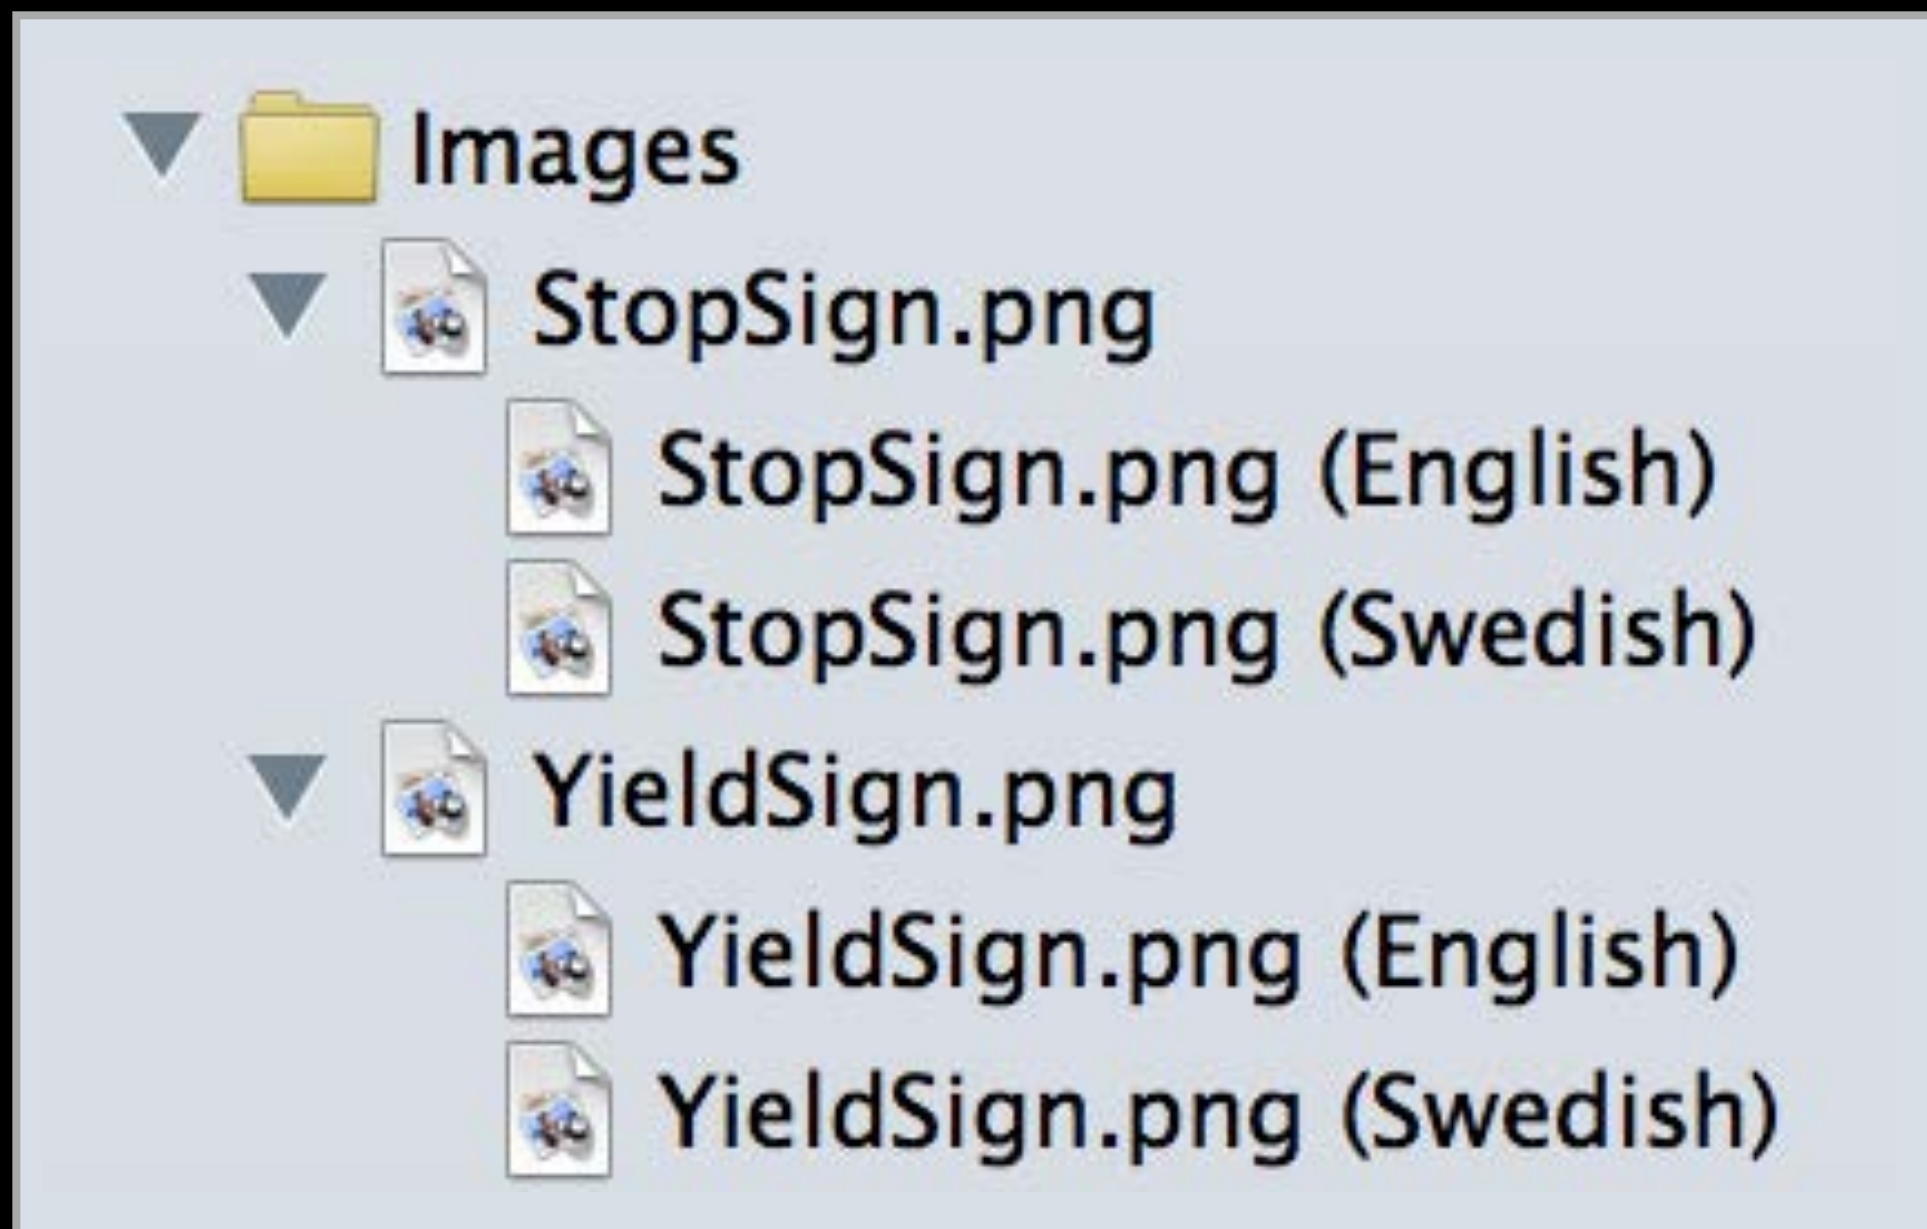 Images
StopSign.png
StopSign.png (English)
StopSign.png (Swedish)
YieldSign.png
YieldSign.png (English)
YieldSign.png (Swedish)